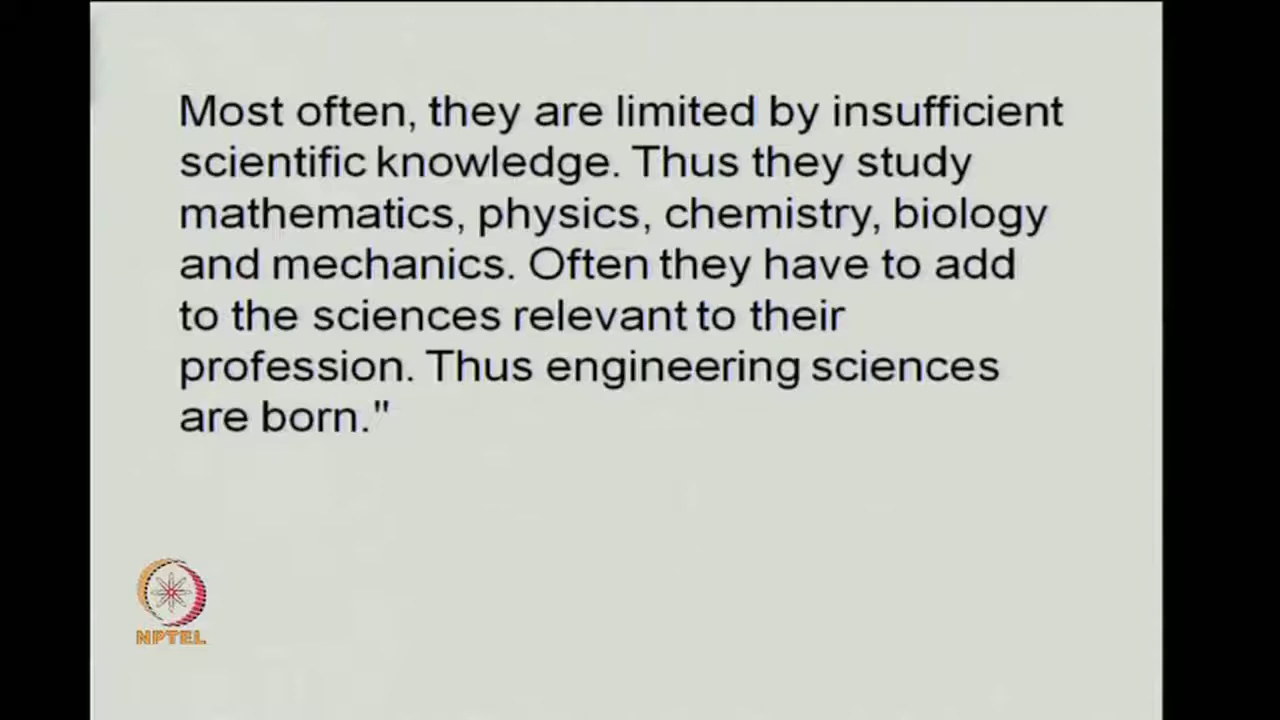 Most often, they are limited by insufficient
scientific knowledge. Thus they study
mathematics, physics, chemistry, biology
and mechanics. Often they have to add
to the sciences relevant to their
profession. Thus engineering sciences
are born."
NPTEL